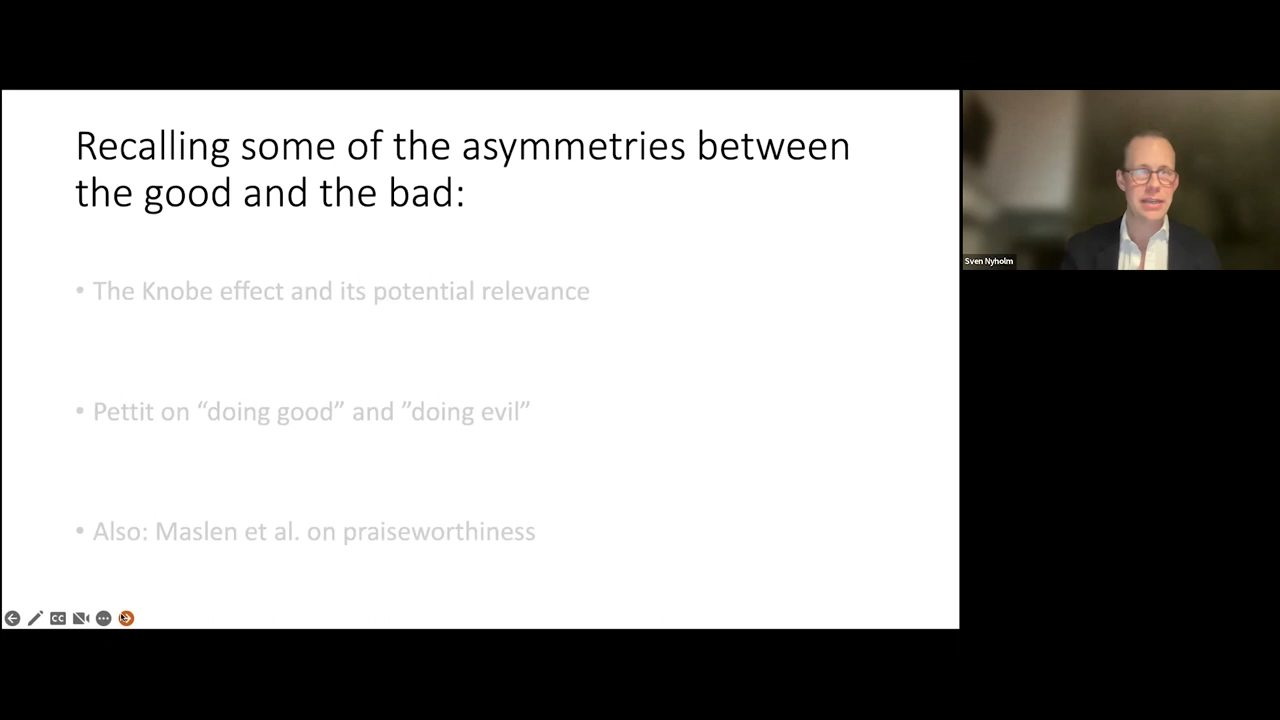 Recalling some of the asymmetries between
the good and the bad:
• The Knobe effect and its potential relevance
• Pettit on “doing good” and ”doing evil”
• Also: Maslen et al. on praiseworthiness
CC
Sven Nyholm